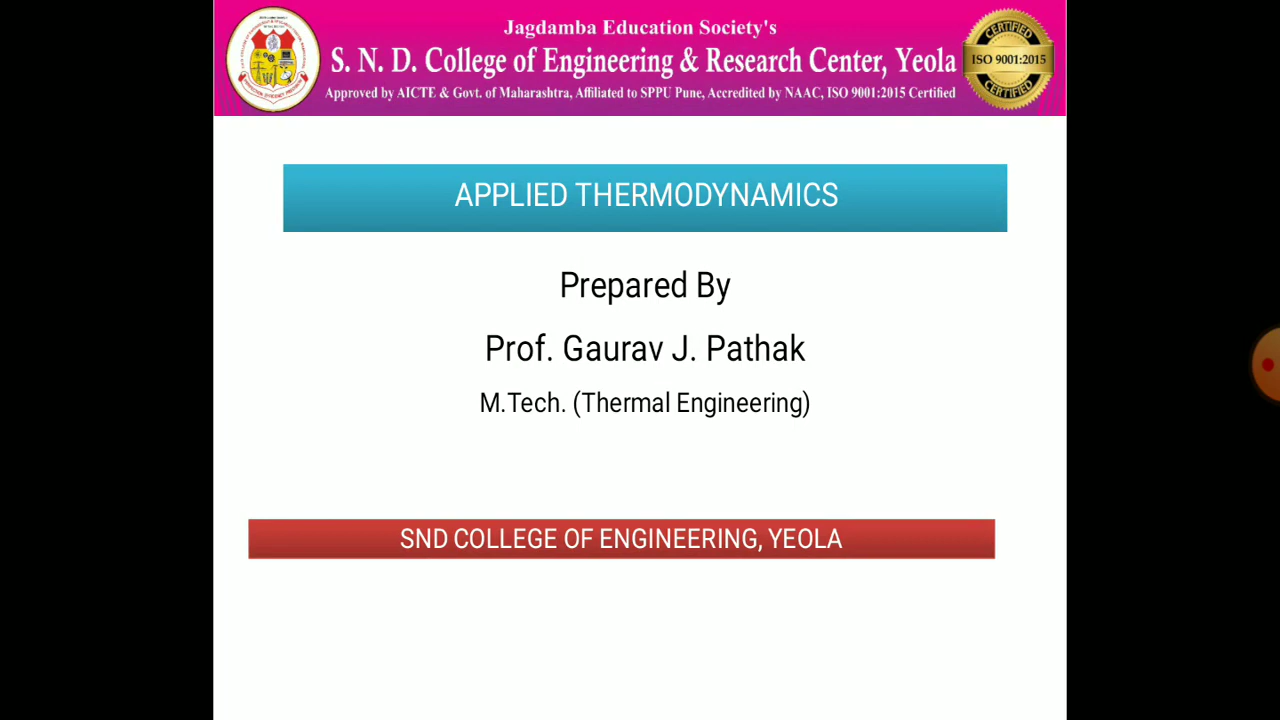 Jagdamba Education Society's
S. N. D. College of Engineering & Research Center, Yeola
Approved by AICTE & Govt. of Maharashtra, Affiliated to SPPU Pune, Accredited by NAAC, ISO 9001:2015 Certified
CERTIFIED
ISO 9001:2015
CERTIFIED
APPLIED THERMODYNAMICS
Prepared By
Prof. Gaurav J. Pathak
M.Tech. (Thermal Engineering)
SND COLLEGE OF ENGINEERING, YEOLA